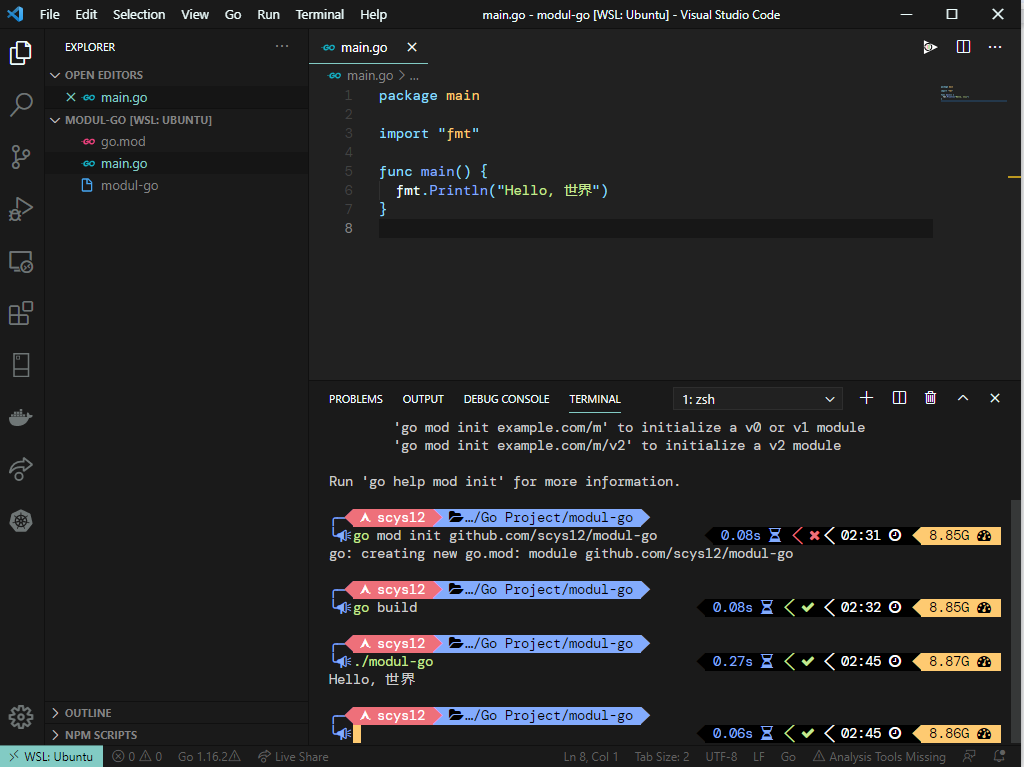 File Edit Selection View Go Run Terminal Help main.go - modul-go [WSL: Ubuntu] - Visual Studio Code
EXPLORER
OPEN EDITORS
main.go
MODUL-GO [WSL: UBUNTU]
go.mod
main.go
modul-go
OUTLINE
NPM SCRIPTS
main.go
main.go > ...
1 package main
2
3 import "fmt"
4
5 func main() {
6 fmt.Println("Hello, 世界")
7 }
8
PROBLEMS OUTPUT DEBUG CONSOLE TERMINAL 1: zsh
'go mod init example.com/m' to initialize a v0 or v1 module
'go mod init example.com/m/v2' to initialize a v2 module
Run 'go help mod init' for more information.
scys12 …/Go Project/modul-go
go mod init github.com/scys12/modul-go 0.08s 02:31 8.85G
go: creating new go.mod: module github.com/scys12/modul-go
scys12 …/Go Project/modul-go
go build 0.08s 02:32 8.85G
scys12 …/Go Project/modul-go
./modul-go 0.27s 02:45 8.87G
Hello, 世界
scys12 …/Go Project/modul-go
0.06s 02:45 8.86G
WSL: Ubuntu 0 0 Go 1.16.2 Live Share Ln 8, Col 1 Tab Size: 2 UTF-8 LF Go Analysis Tools Missing